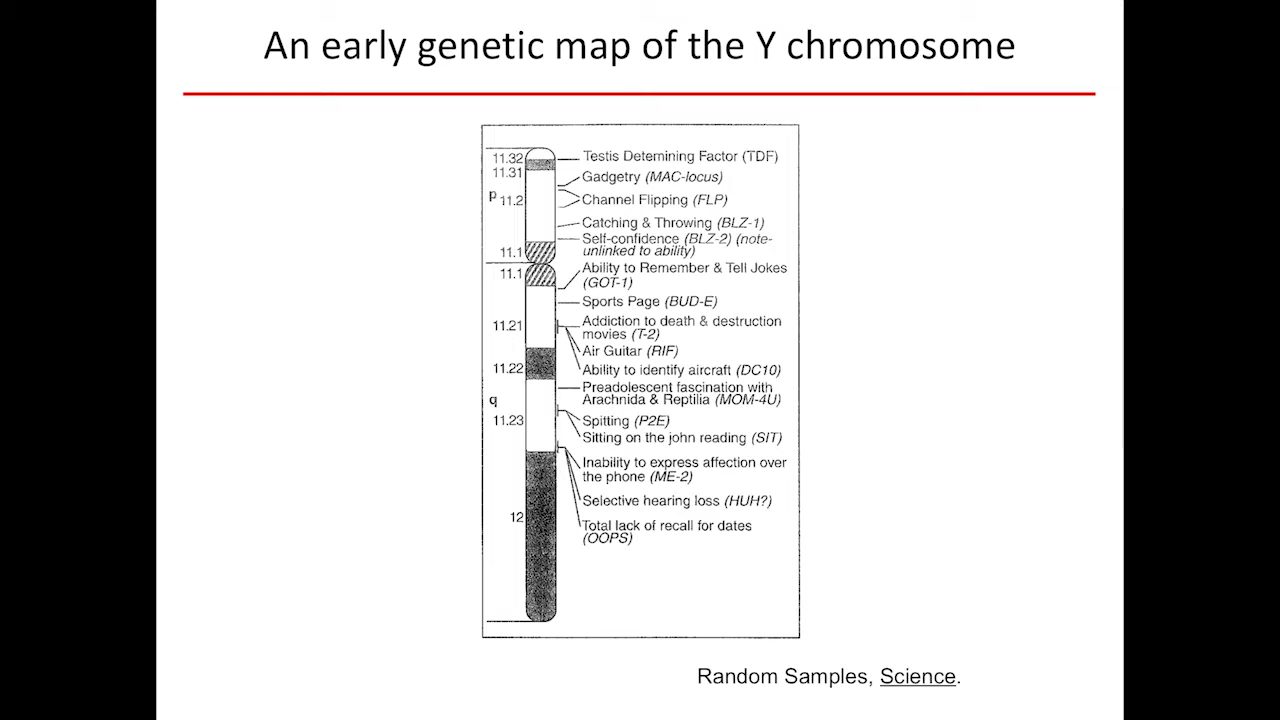 An early genetic map of the Y chromosome
11.32
Testis Detemining Factor (TDF)
11.31
Gadgetry (MAC-locus)
p
11.2
Channel Flipping (FLP)
Catching & Throwing (BLZ-1)
Self-confidence (BLZ-2) (note-
unlinked to ability)
11.1
11.1
Ability to Remember & Tell Jokes
(GOT-1)
Sports Page (BUD-E)
11.21
Addiction to death & destruction
movies (T-2)
Air Guitar (RIF)
11.22
Ability to identify aircraft (DC10)
Preadolescent fascination with
Arachnida & Reptilia (MOM-4U)
q
11.23
Spitting (P2E)
Sitting on the john reading (SIT)
Inability to express affection over
the phone (ME-2)
Selective hearing loss (HUH?)
12
Total lack of recall for dates
(OOPS)
Random Samples, Science.